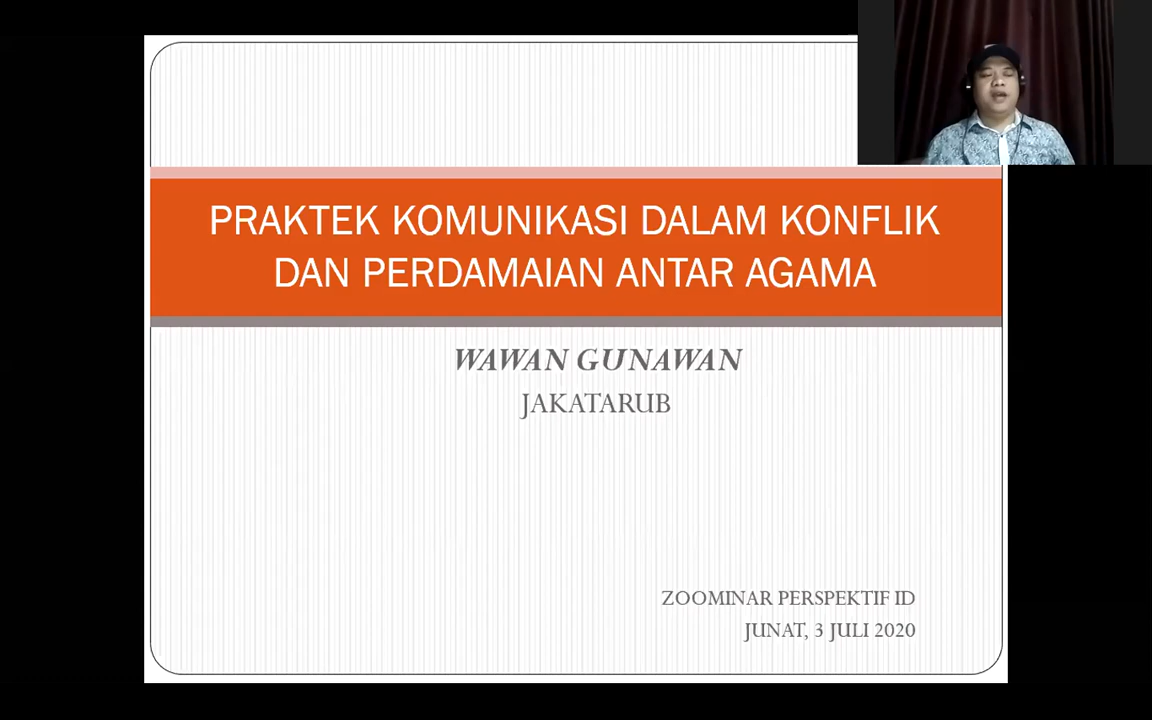 PRAKTEK KOMUNIKASI DALAM KONFLIK
DAN PERDAMAIAN ANTAR AGAMA
WAWAN GUNAWAN
JAKATARUB
ZOOMINAR PERSPEKTIF ID
JUNAT, 3 JULI 2020